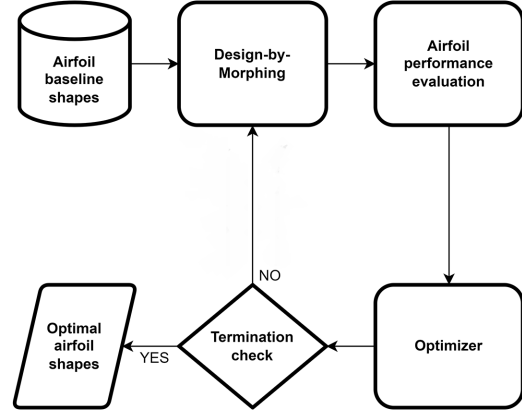 Airfoil
baseline
shapes
Design-by-
Morphing
Airfoil
performance
evaluation
NO
Optimal
airfoil
shapes
YES
Termination
check
Optimizer